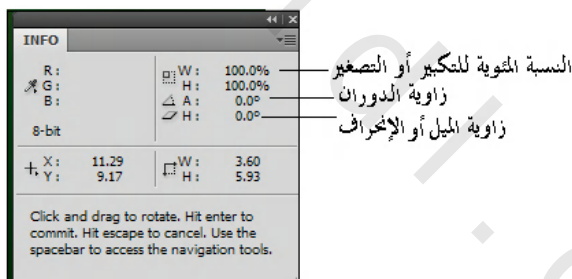 INFO
R: W: 100.0% النسبة المئوية للتكبير أو التصغير
G: H: 100.0%
B: A: 0.0° زاوية الدوران
H: 0.0° زاوية الميل أو الإنحراف
8-bit
X: 11.29 W: 3.60
Y: 9.17 H: 5.93
Click and drag to rotate. Hit enter to
commit. Hit escape to cancel. Use the
spacebar to access the navigation tools.